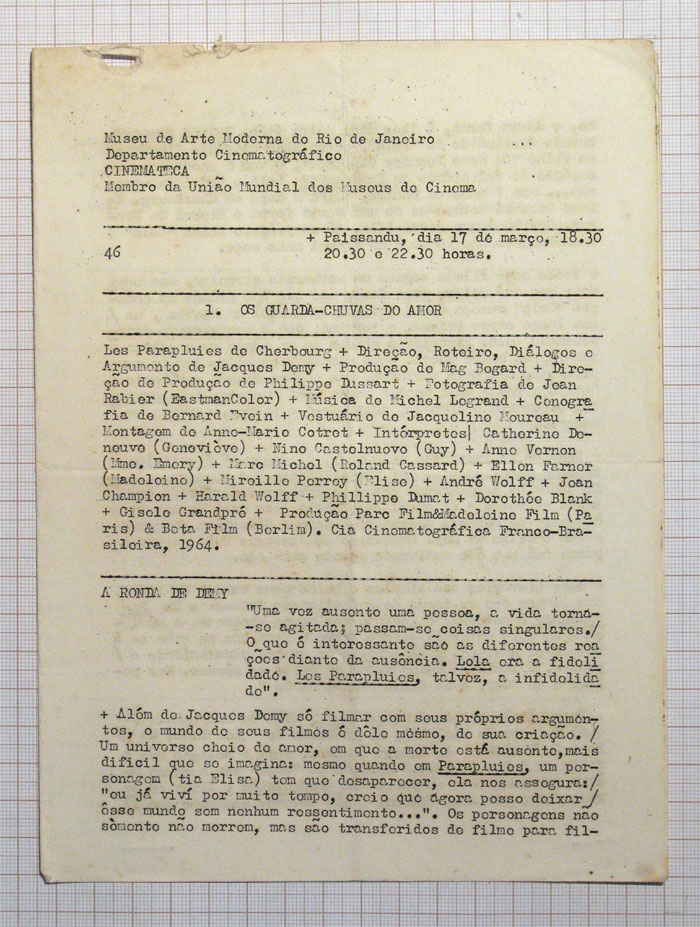 Museu de Arte Moderna do Rio de Janeiro
Departamento Cinematográfico
CINEMATECA
Membro da União Mundial dos Museus de Cinema
+ Paissandu, dia 17 de março, 18.30
46 20.30 e 22.30 horas.
1. OS GUARDA-CHUVAS DO AMOR
Les Parapluies de Cherbourg + Direção, Roteiro, Diálogos e
Argumento de Jacques Demy + Produção de Mag Bogard + Dire-
ção de Produção de Philippe Dussart + Fotografia de Jean
Rabier (EastmanColor) + Música de Michel Legrand + Cenogra
fia de Bernard Evein + Vestuário de Jacqueline Moureau +
Montagem de Anne-Marie Cotret + Intérpretes| Catherine De-
neuve (Geneviève) + Nino Castelnuovo (Guy) + Anne Vernon
(Mme. Emery) + Marc Michel (Roland Cassard) + Ellen Farner
(Madeleine) + Mireille Perrey (Elise) + André Wolff + Jean
Champion + Harald Wolff + Phillippe Dumat + Dorothée Blank
+ Gisele Grandpré + Produção Parc Film&Madeleine Film (Pa
ris) & Beta Film (Berlim). Cia Cinematográfica Franco-Bra-
sileira, 1964.
A RONDA DE DEMY
"Uma vez ausente uma pessoa, a vida torna-
-se agitada; passam-se coisas singulares./
O que é interessante são as diferentes rea
ções diante da ausência. Lola era a fideli
dade. Les Parapluies, talvez, a infidelida
de".
+ Além de Jacques Demy só filmar com seus próprios argumen-
tos, o mundo de seus filmes é dêle mésmo, de sua criação. /
Um universo cheio de amor, em que a morte está ausente,mais
dificil que se imagina: mesmo quando em Parapluies, um per-
sonagem (tia Elisa) tem que desaparecer, ela nos assegura:/
"eu já viví por muito tempo, creio que agora posso deixar /
êsse mundo sem nenhum ressentimento...". Os personagens não
sòmente não morrem, mas são transferidos de filme para fil-